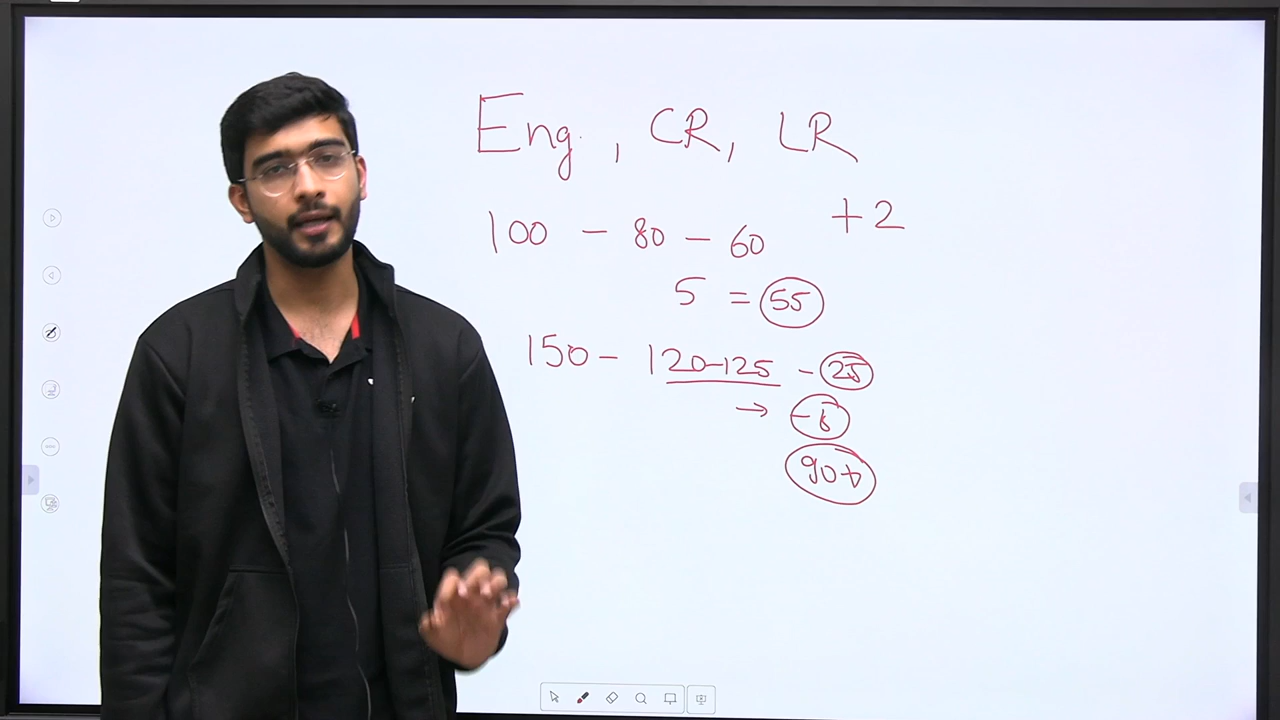 Eng., CR, LR
+2
100 - 80 - 60
5 = 55
150 - 120-125 - 25
→ -6
90+